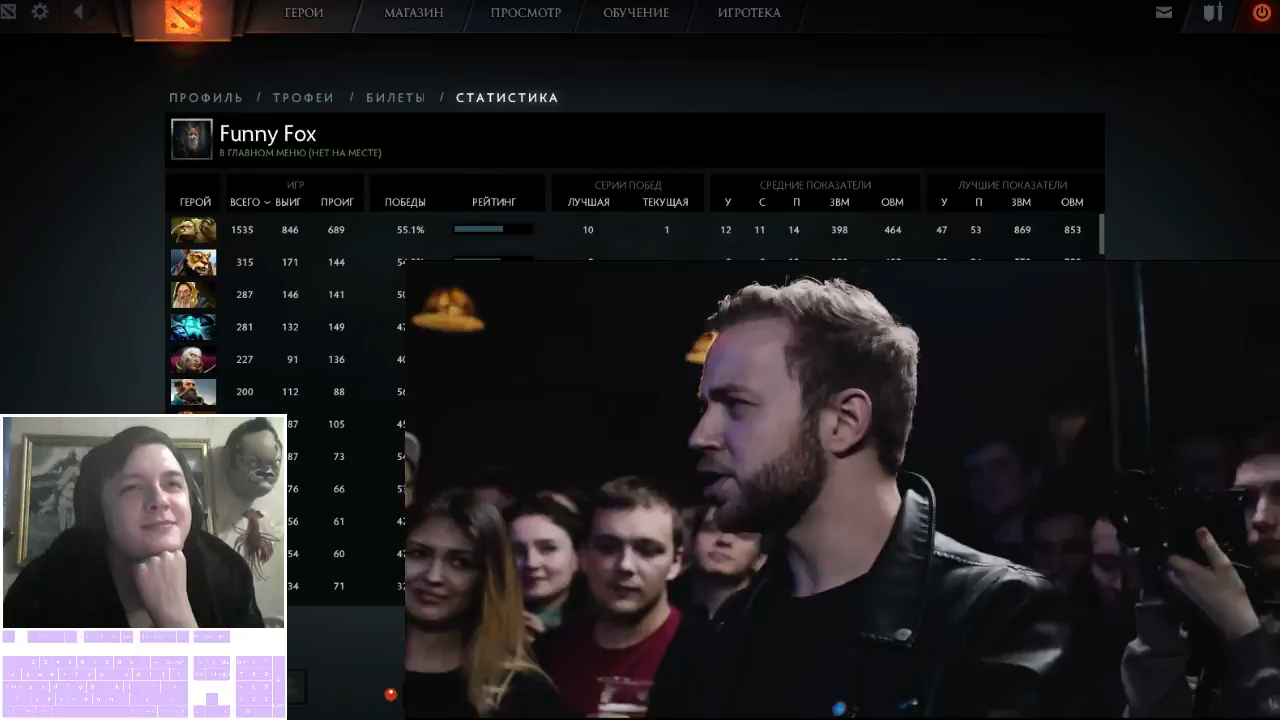 ГЕРОИ МАГАЗИН ПРОСМОТР ОБУЧЕНИЕ ИГРОТЕКА
ПРОФИЛЬ / ТРОФЕИ / БИЛЕТЫ / СТАТИСТИКА
Funny Fox
В ГЛАВНОМ МЕНЮ (НЕТ НА МЕСТЕ)
ИГР СЕРИИ ПОБЕД СРЕДНИЕ ПОКАЗАТЕЛИ ЛУЧШИЕ ПОКАЗАТЕЛИ
ГЕРОЙ ВСЕГО ВЫИГ ПРОИГ ПОБЕДЫ РЕЙТИНГ ЛУЧШАЯ ТЕКУЩАЯ У С П ЗВМ ОВМ У П ЗВМ ОВМ
1535 846 689 55.1% 10 1 12 11 14 398 464 47 53 869 853
315 171 144
287 146 141
281 132 149
227 91 136
200 112 88
87 105
87 73
76 66
56 61
54 60
34 71